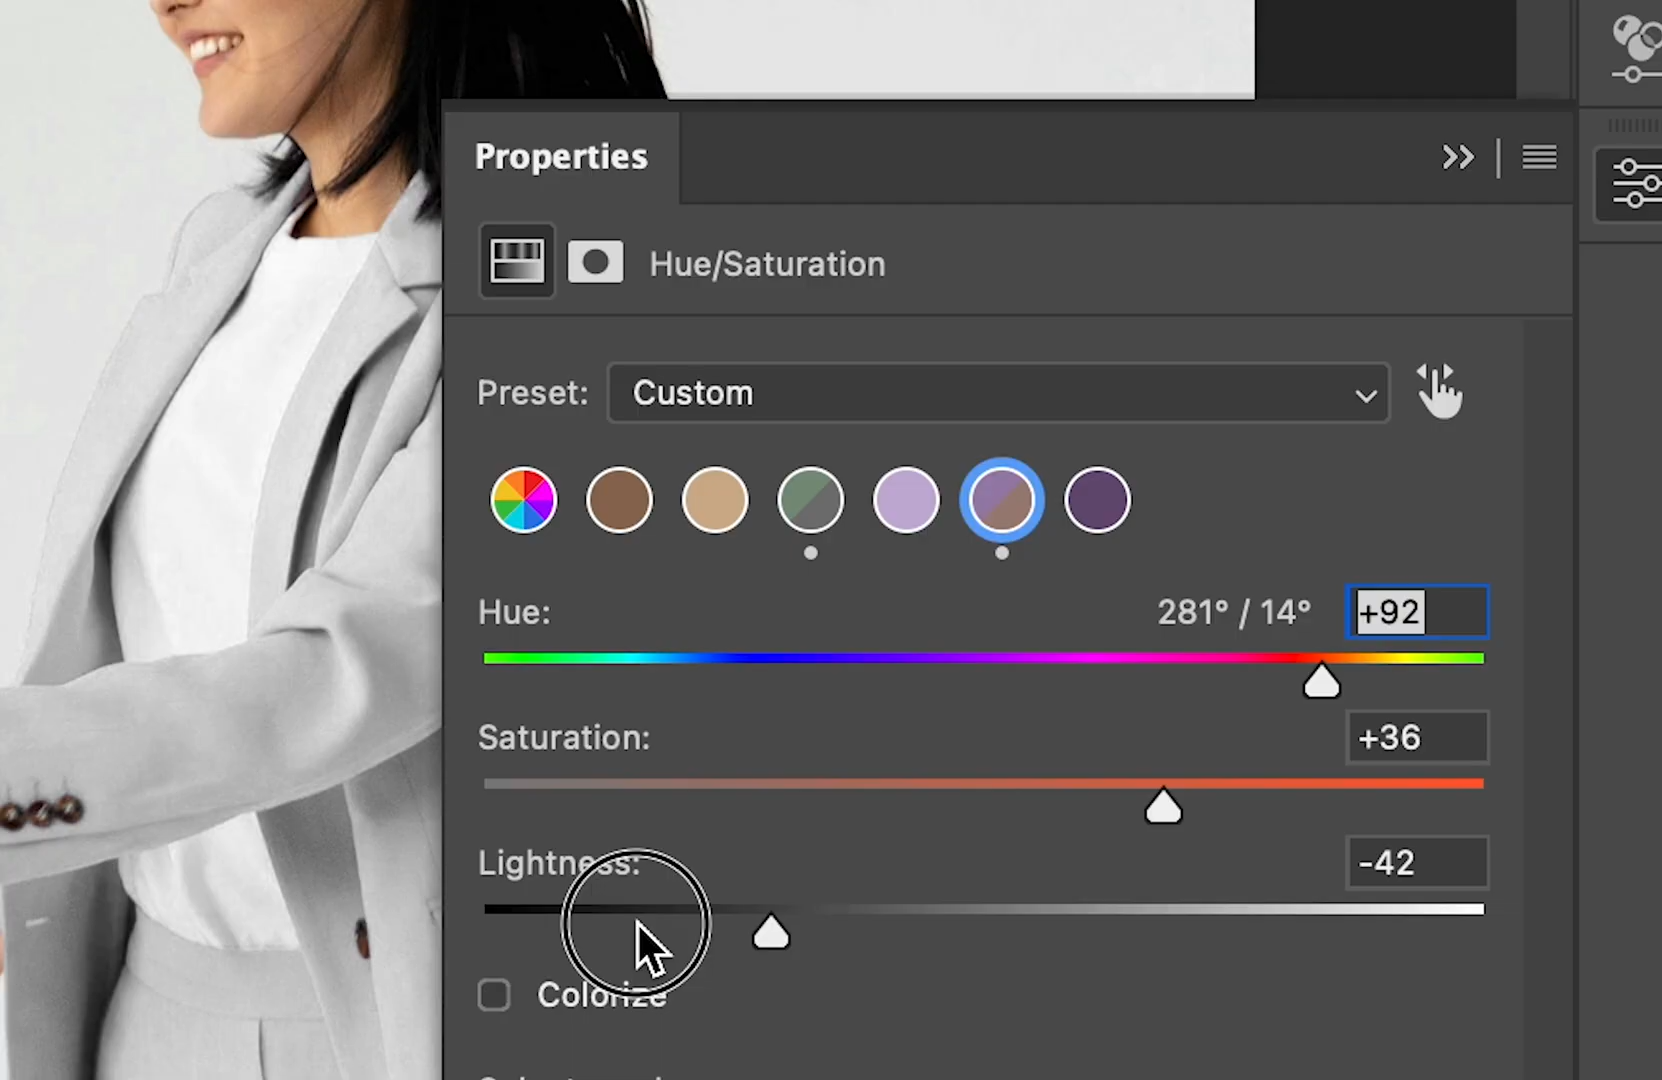 Properties
Hue/Saturation
Preset: Custom
Hue: 281° / 14° +92
Saturation: +36
Lightness: -42
Colorize